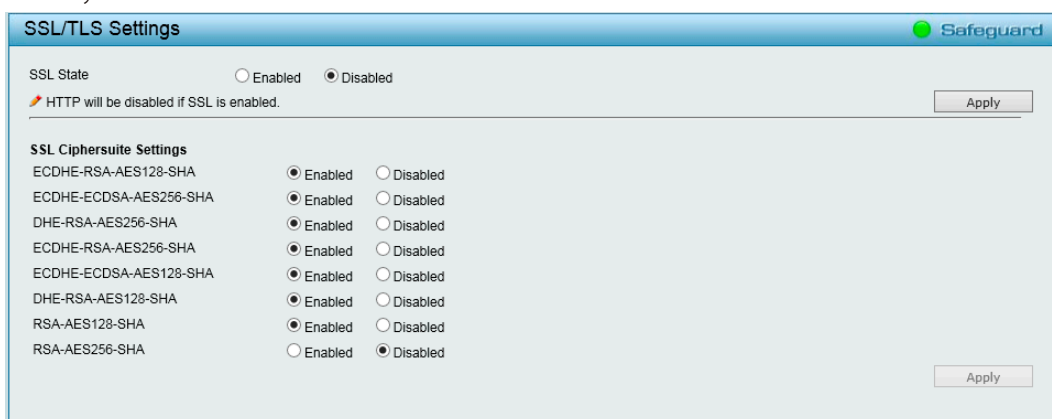 SSL/TLS Settings Safeguard
SSL State Enabled Disabled
HTTP will be disabled if SSL is enabled. Apply
SSL Ciphersuite Settings
ECDHE-RSA-AES128-SHA Enabled Disabled
ECDHE-ECDSA-AES256-SHA Enabled Disabled
DHE-RSA-AES256-SHA Enabled Disabled
ECDHE-RSA-AES256-SHA Enabled Disabled
ECDHE-ECDSA-AES128-SHA Enabled Disabled
DHE-RSA-AES128-SHA Enabled Disabled
RSA-AES128-SHA Enabled Disabled
RSA-AES256-SHA Enabled Disabled
Apply